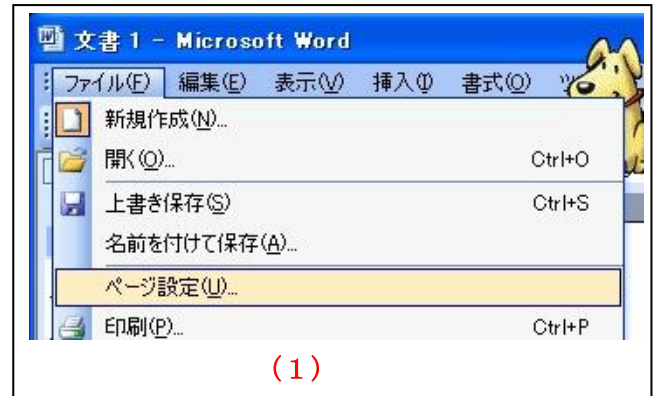 文書 1 - Microsoft Word
ファイル(F) 編集(E) 表示(V) 挿入(I) 書式(O)
新規作成(N)...
開く(O)... Ctrl+O
上書き保存(S) Ctrl+S
名前を付けて保存(A)...
ページ設定(U)...
印刷(P)... Ctrl+P
(1)